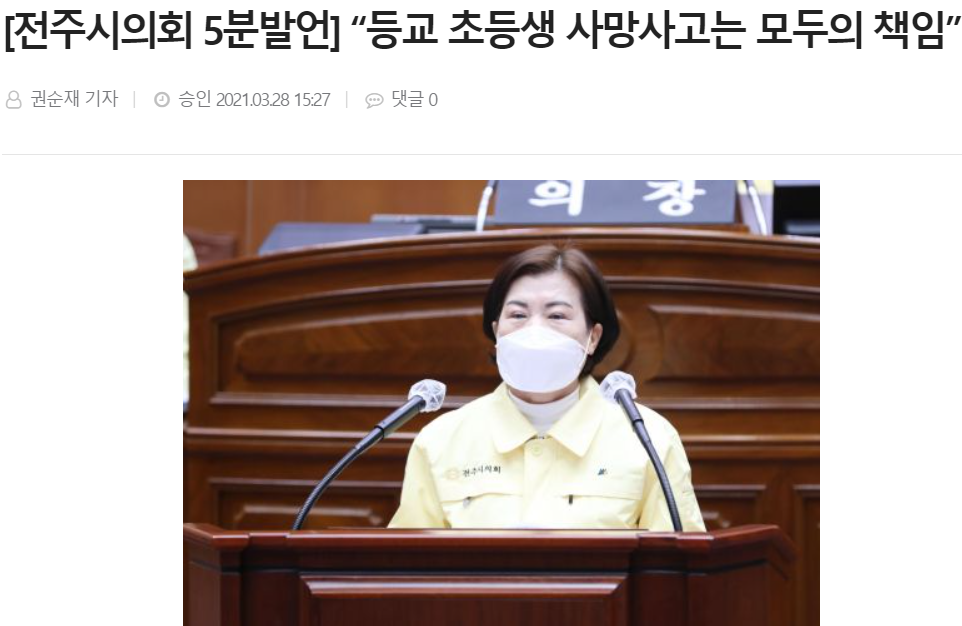 [전주시의회 5분발언] “등교 초등생 사망사고는 모두의 책임”
권순재 기자 승인 2021.03.28 15:27 댓글 0
의 장
전주시의회